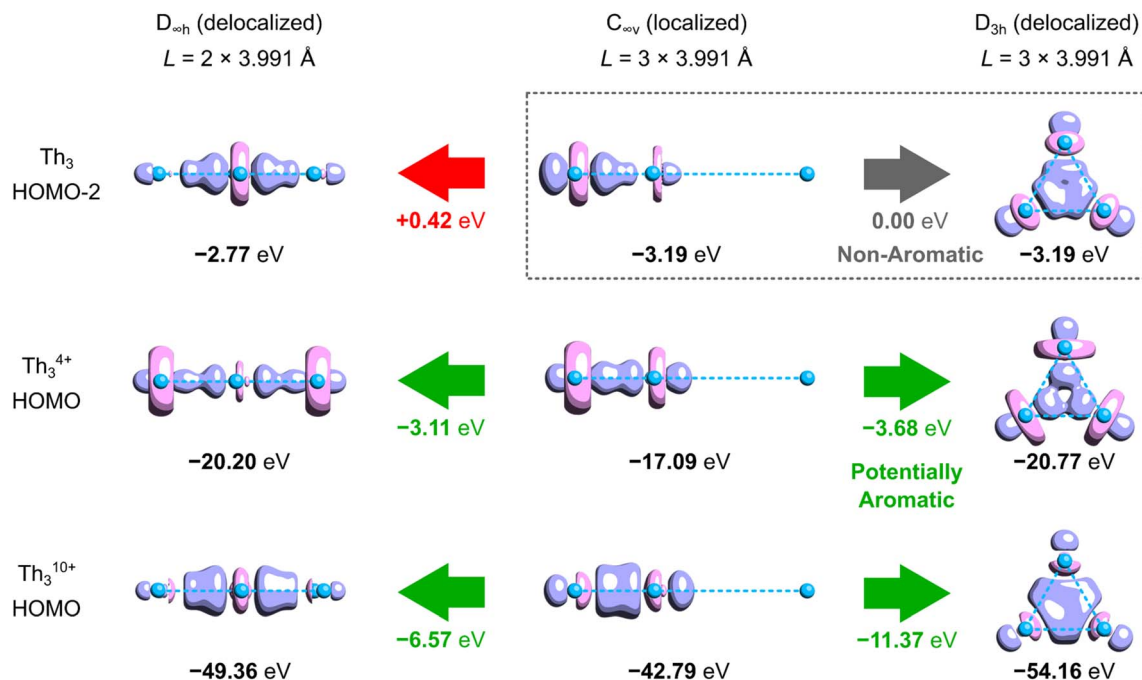 D∞h (delocalized)
L = 2 × 3.991 Å
C∞v (localized)
L = 3 × 3.991 Å
D3h (delocalized)
L = 3 × 3.991 Å
Th3
HOMO-2
−2.77 eV
+0.42 eV
−3.19 eV
0.00 eV
Non-Aromatic
−3.19 eV
Th3 4+
HOMO
−20.20 eV
−3.11 eV
−17.09 eV
−3.68 eV
Potentially
Aromatic
−20.77 eV
Th3 10+
HOMO
−49.36 eV
−6.57 eV
−42.79 eV
−11.37 eV
−54.16 eV